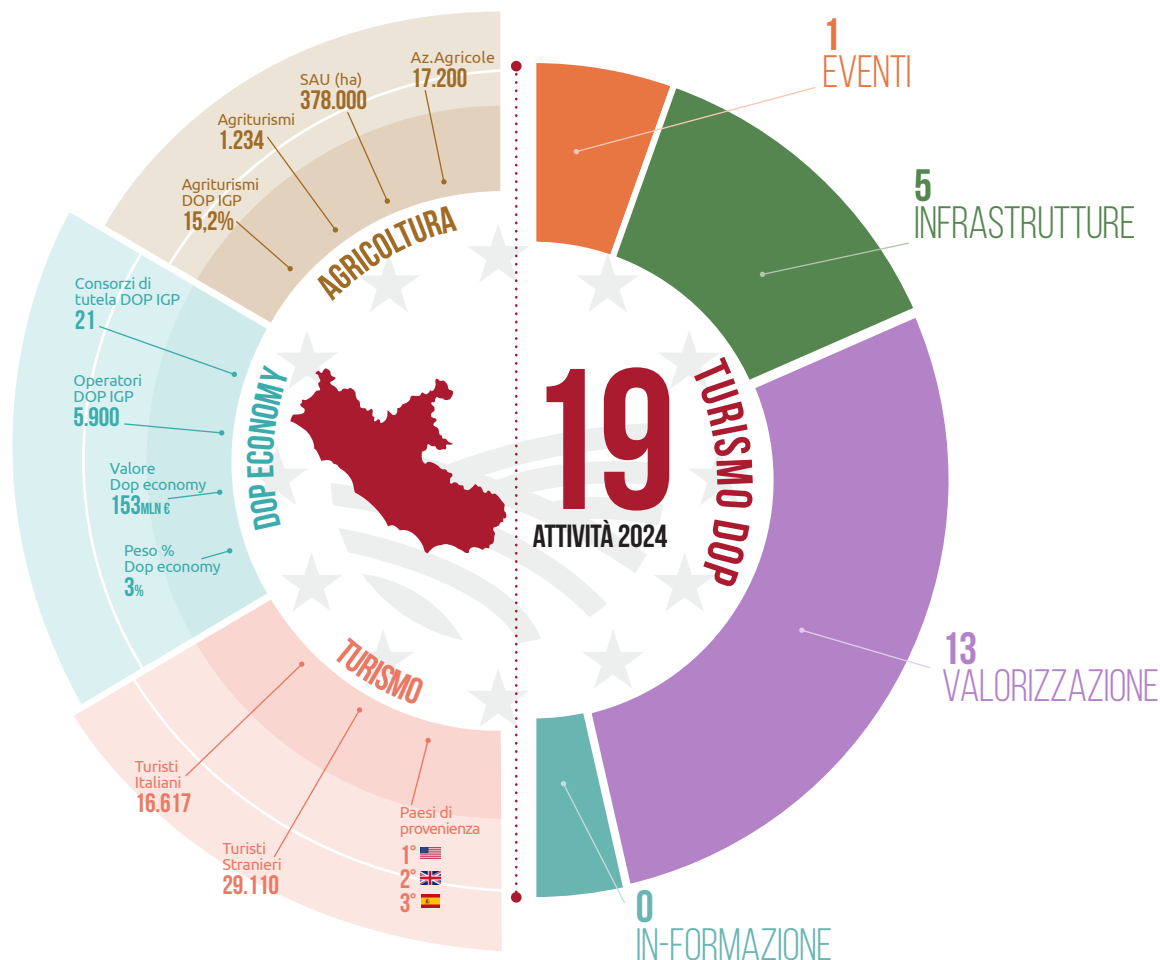 Az.Agricole
17.200
SAU (ha)
378.000
Agriturismi
1.234
Agriturismi
DOP IGP
15,2%
AGRICOLTURA
Consorzi di
tutela DOP IGP
21
Operatori
DOP IGP
5.900
Valore
Dop economy
153MLN €
Peso %
Dop economy
3%
DOP ECONOMY
TURISMO
Turisti
Italiani
16.617
Turisti
Stranieri
29.110
Paesi di
provenienza
1°
2°
3°
19
ATTIVITÀ 2024
TURISMO DOP
1
EVENTI
5
INFRASTRUTTURE
13
VALORIZZAZIONE
0
IN-FORMAZIONE